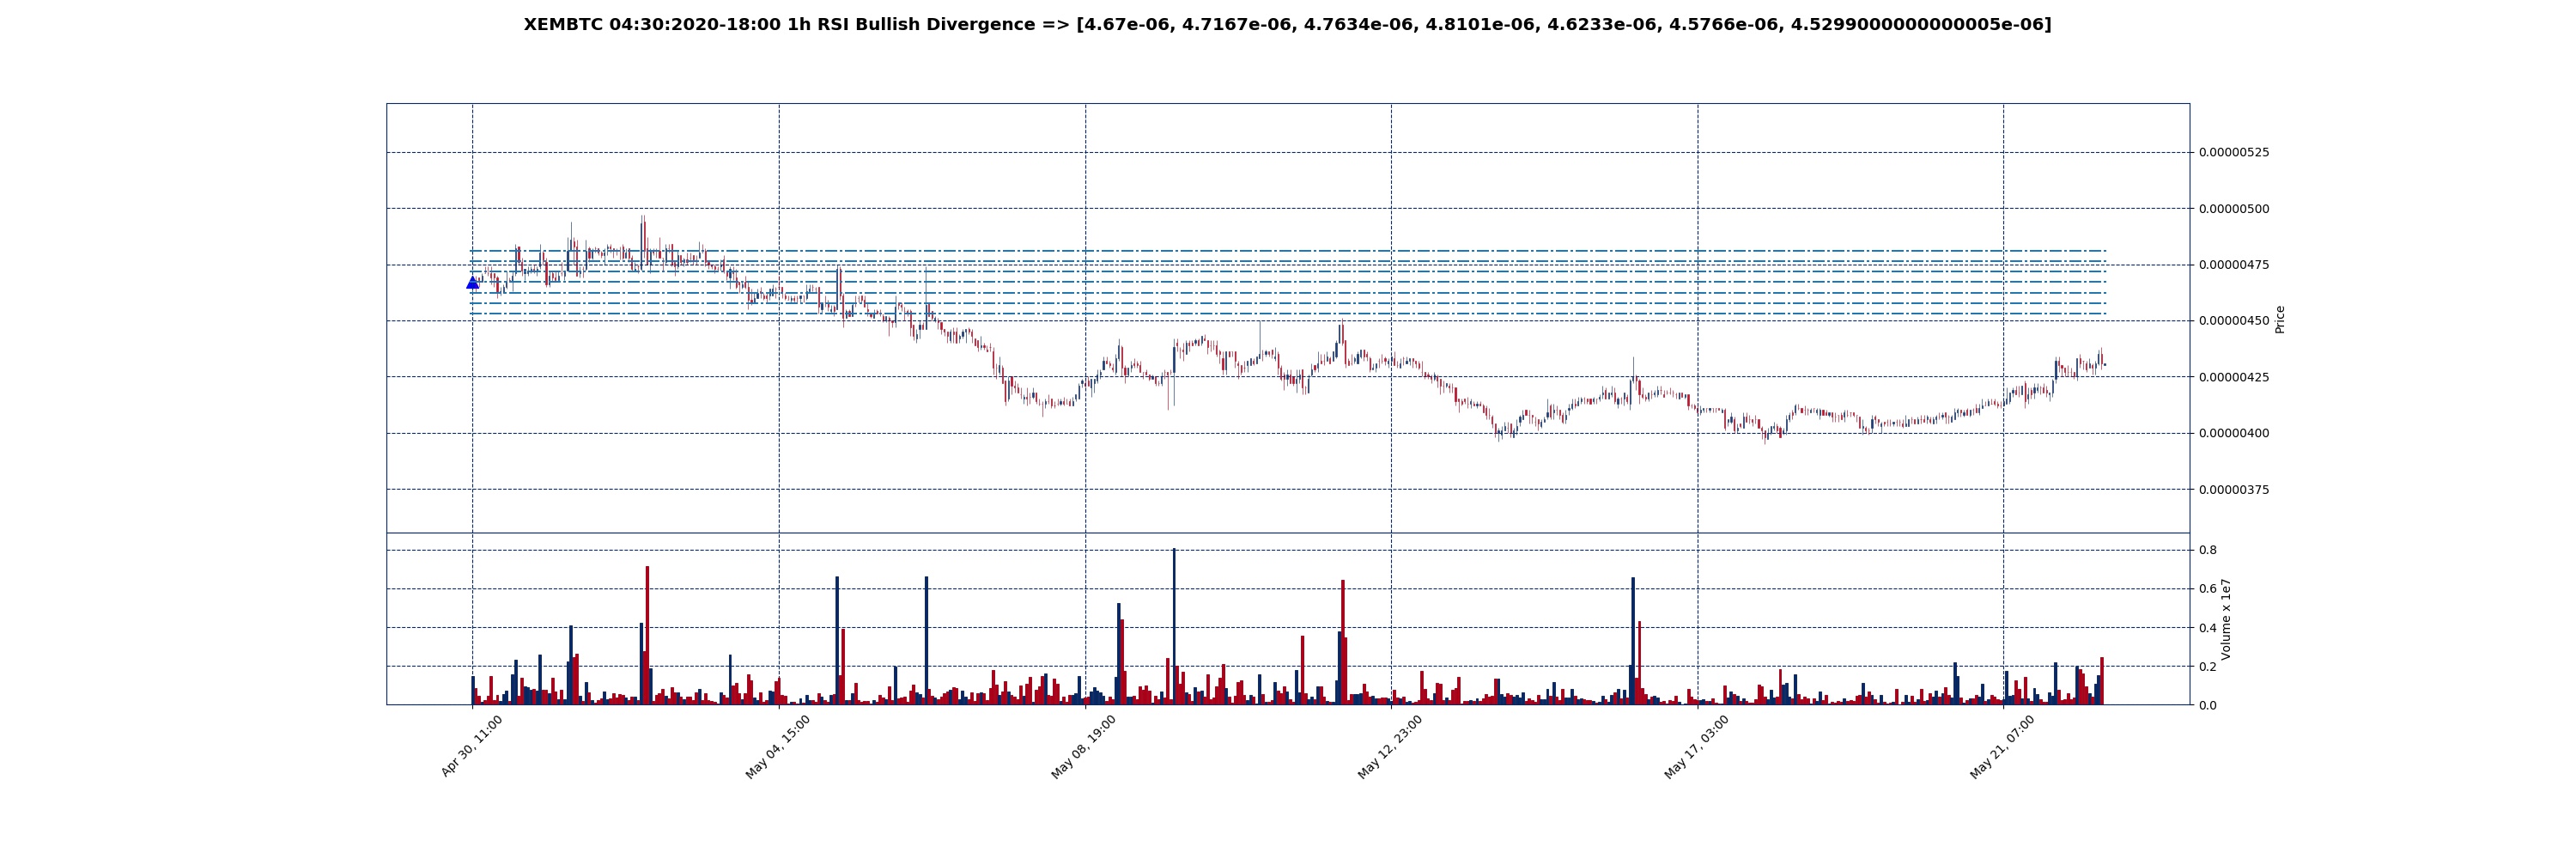 XEMBTC 04:30:2020-18:00 1h RSI Bullish Divergence => [4.67e-06, 4.7167e-06, 4.7634e-06, 4.8101e-06, 4.6233e-06, 4.5766e-06, 4.5299000000000005e-06]
0.00000525
0.00000500
0.00000475
0.00000450
0.00000425
0.00000400
0.00000375
Price
0.8
0.6
0.4
0.2
0.0
Volume x 1e7
Apr 30, 11:00
May 04, 15:00
May 08, 19:00
May 12, 23:00
May 17, 03:00
May 21, 07:00